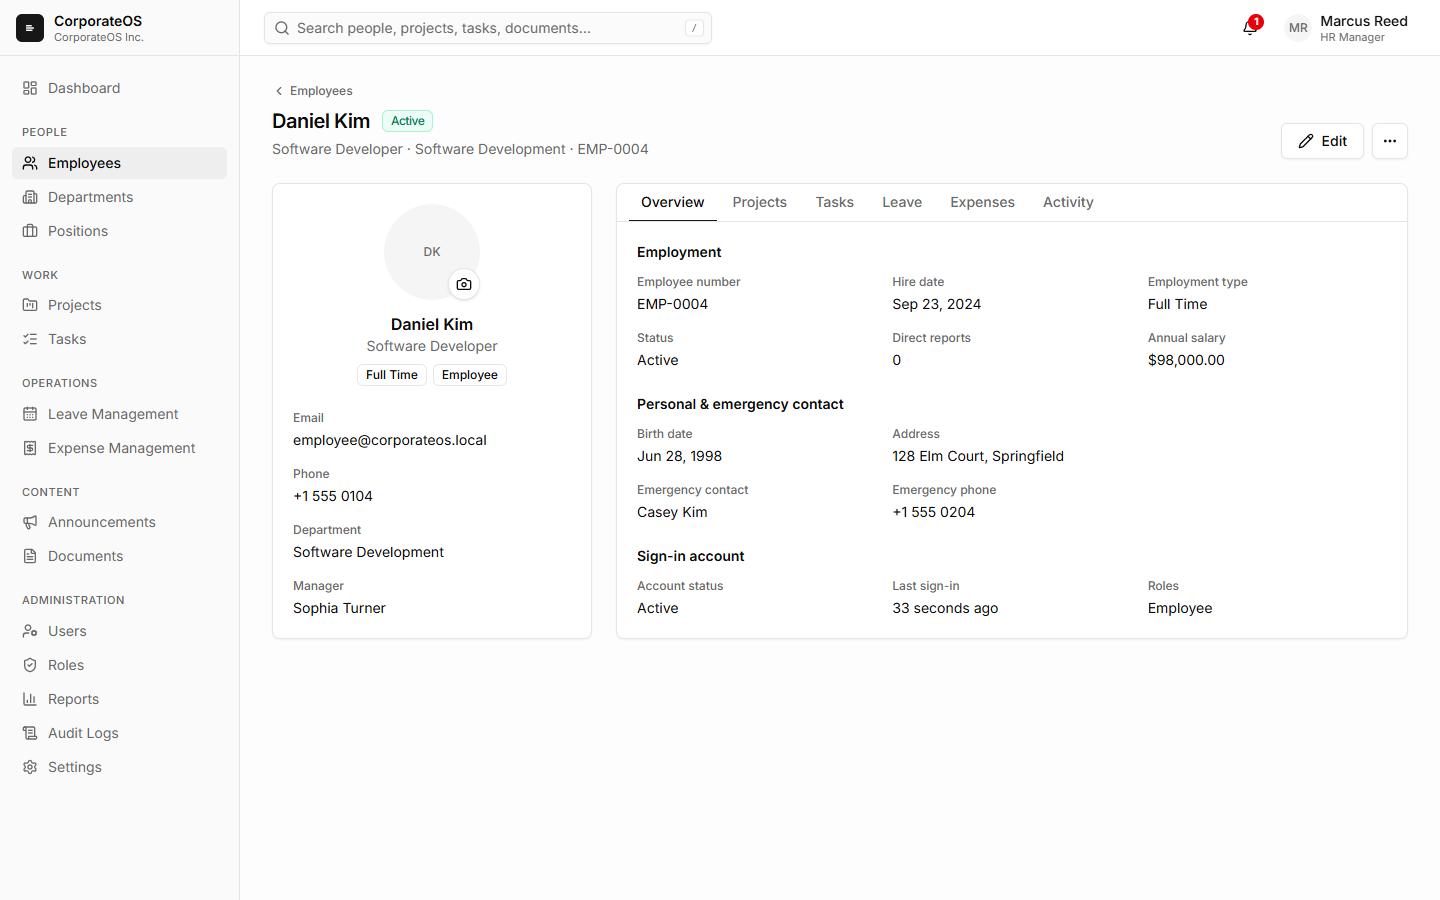 CorporateOS
CorporateOS Inc.
Search people, projects, tasks, documents...
/
1
MR
Marcus Reed
HR Manager
Dashboard
PEOPLE
Employees
Departments
Positions
WORK
Projects
Tasks
OPERATIONS
Leave Management
Expense Management
CONTENT
Announcements
Documents
ADMINISTRATION
Users
Roles
Reports
Audit Logs
Settings
Employees
Daniel Kim
Active
Software Developer · Software Development · EMP-0004
Edit
DK
Daniel Kim
Software Developer
Full Time
Employee
Email
employee@corporateos.local
Phone
+1 555 0104
Department
Software Development
Manager
Sophia Turner
Overview Projects Tasks Leave Expenses Activity
Employment
Employee number Hire date Employment type
EMP-0004 Sep 23, 2024 Full Time
Status Direct reports Annual salary
Active 0 $98,000.00
Personal & emergency contact
Birth date Address
Jun 28, 1998 128 Elm Court, Springfield
Emergency contact Emergency phone
Casey Kim +1 555 0204
Sign-in account
Account status Last sign-in Roles
Active 33 seconds ago Employee